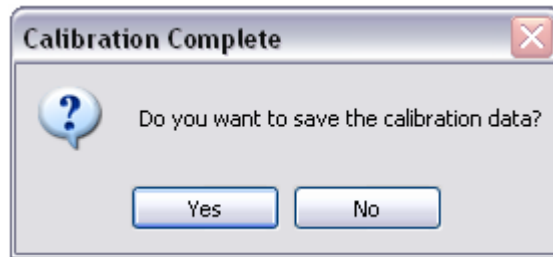 Calibration Complete
Do you want to save the calibration data?
Yes
No